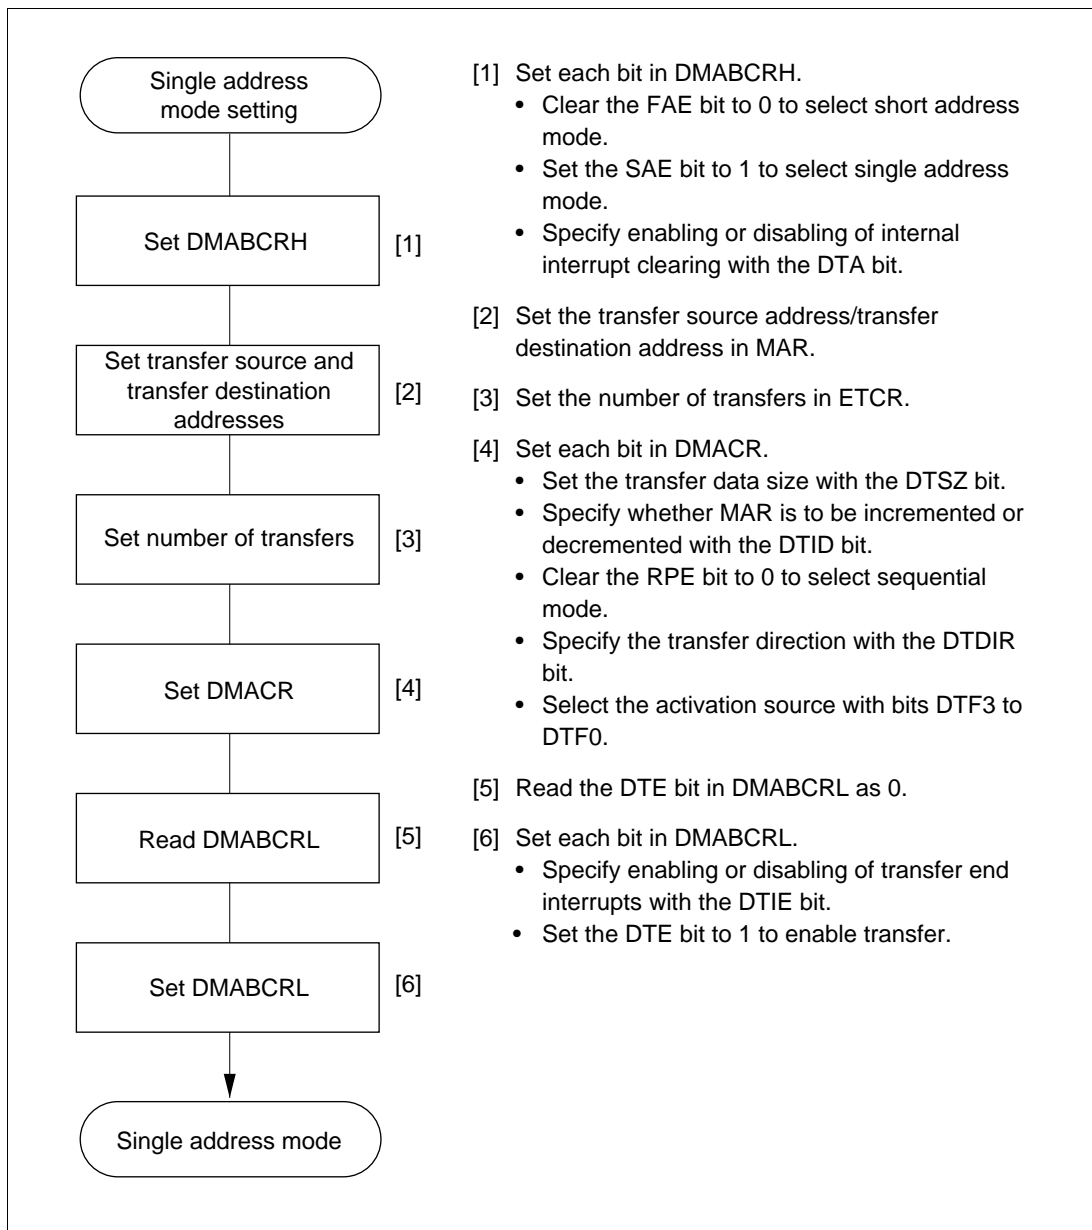 Single address
mode setting
Set DMABCRH [1]
Set transfer source and
transfer destination
addresses
[2]
Set number of transfers [3]
Set DMACR [4]
Read DMABCRL [5]
Set DMABCRL [6]
Single address mode
[1] Set each bit in DMABCRH.
• Clear the FAE bit to 0 to select short address
mode.
• Set the SAE bit to 1 to select single address
mode.
• Specify enabling or disabling of internal
interrupt clearing with the DTA bit.
[2] Set the transfer source address/transfer
destination address in MAR.
[3] Set the number of transfers in ETCR.
[4] Set each bit in DMACR.
• Set the transfer data size with the DTSZ bit.
• Specify whether MAR is to be incremented or
decremented with the DTID bit.
• Clear the RPE bit to 0 to select sequential
mode.
• Specify the transfer direction with the DTDIR
bit.
• Select the activation source with bits DTF3 to
DTF0.
[5] Read the DTE bit in DMABCRL as 0.
[6] Set each bit in DMABCRL.
• Specify enabling or disabling of transfer end
interrupts with the DTIE bit.
• Set the DTE bit to 1 to enable transfer.